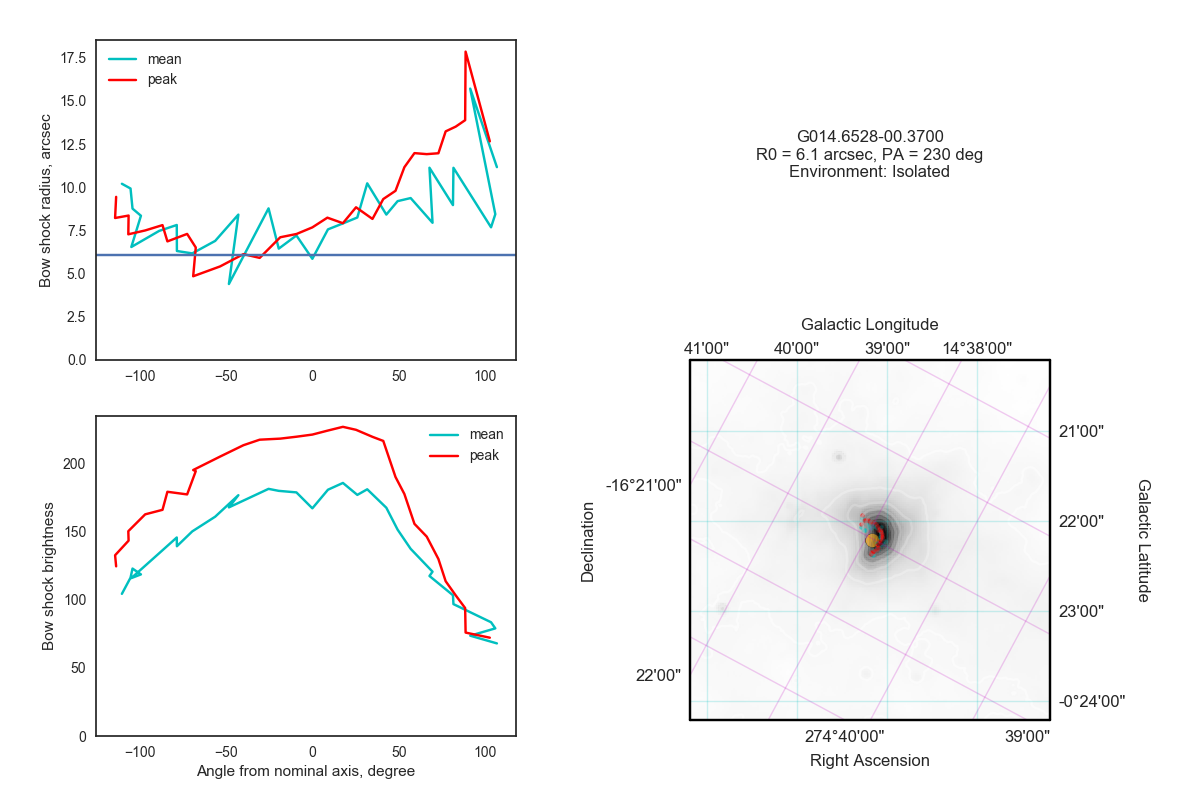 17.5
15.0
12.5
10.0
7.5
5.0
2.5
0.0
Bow shock radius, arcsec
mean
peak
−100
−50
0
50
100
200
150
100
50
0
Bow shock brightness
mean
peak
−100
−50
0
50
100
Angle from nominal axis, degree
G014.6528-00.3700
R0 = 6.1 arcsec, PA = 230 deg
Environment: Isolated
Galactic Longitude
41'00"
40'00"
39'00"
14°38'00"
-16°21'00"
22'00"
Declination
21'00"
22'00"
23'00"
-0°24'00"
Galactic Latitude
274°40'00"
39'00"
Right Ascension